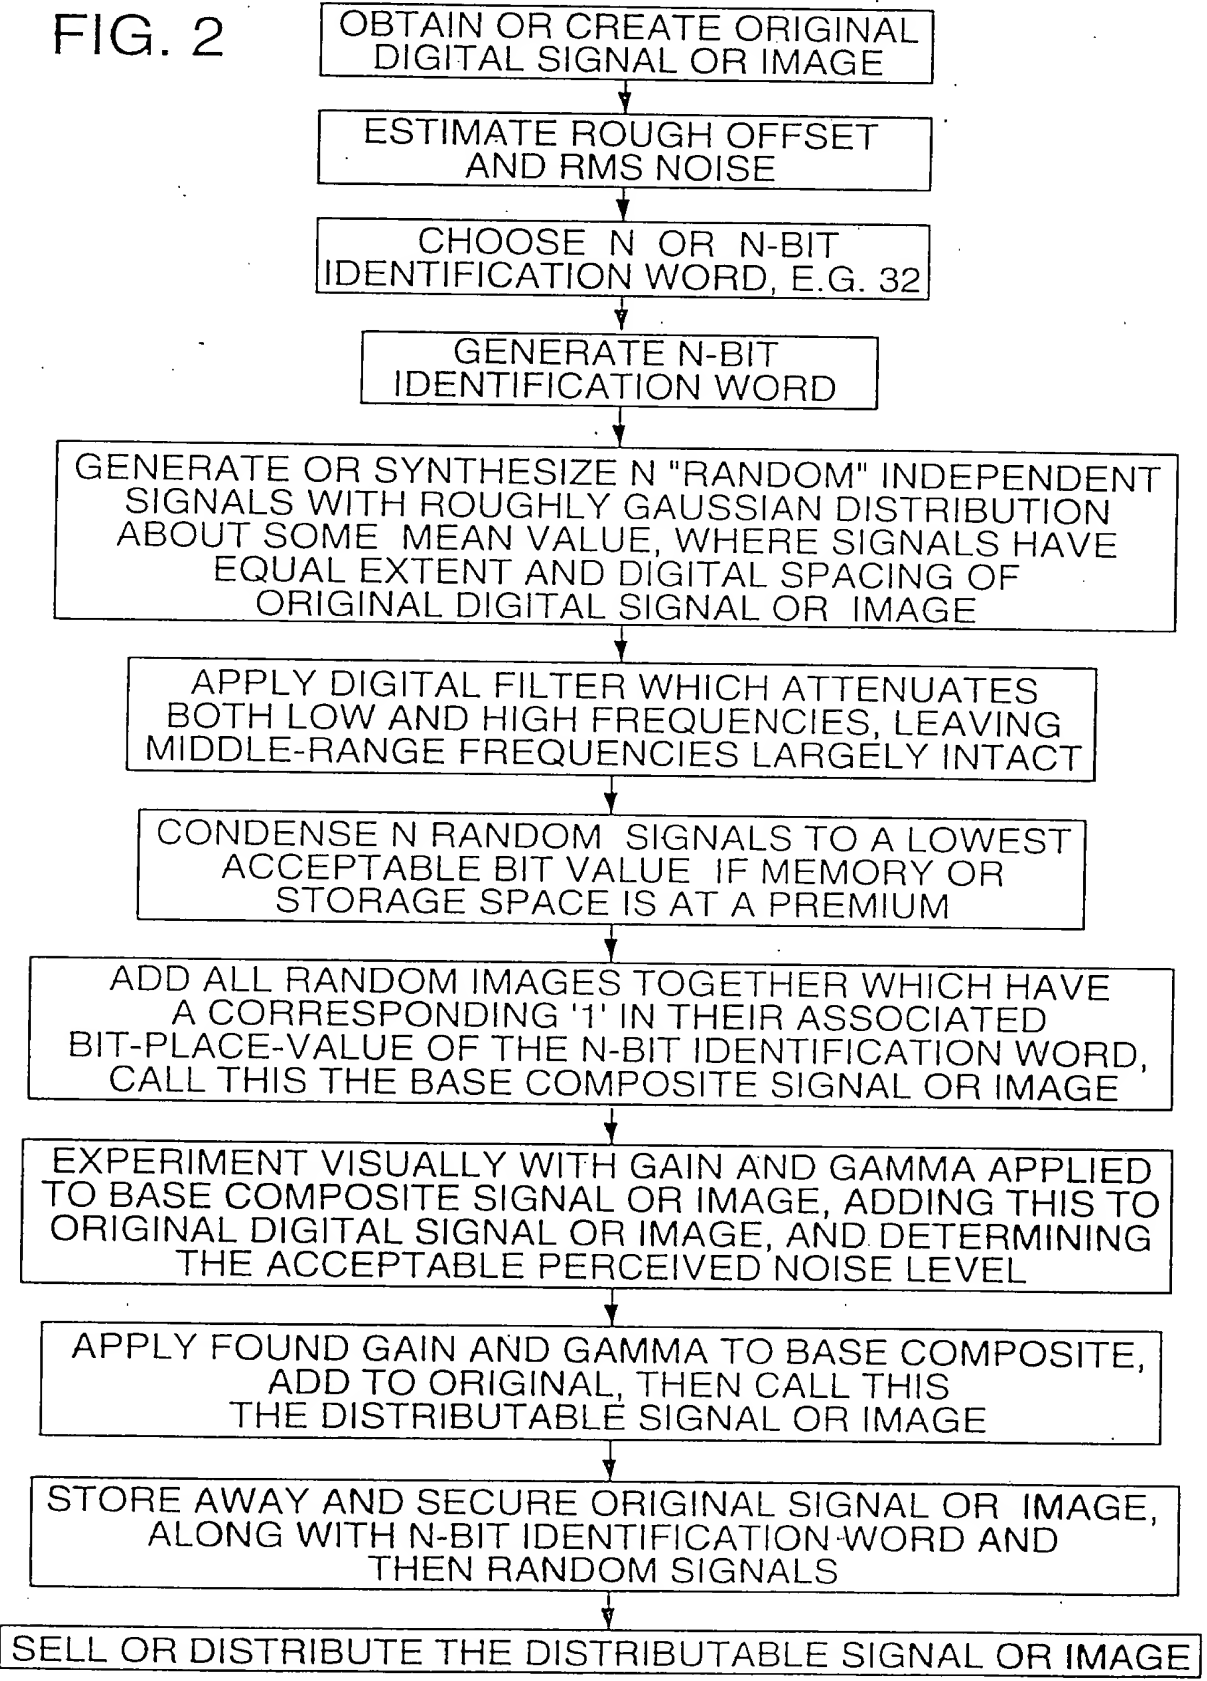 FIG. 2
OBTAIN OR CREATE ORIGINAL
DIGITAL SIGNAL OR IMAGE
ESTIMATE ROUGH OFFSET
AND RMS NOISE
CHOOSE N OR N-BIT
IDENTIFICATION WORD, E.G. 32
GENERATE N-BIT
IDENTIFICATION WORD
GENERATE OR SYNTHESIZE N "RANDOM" INDEPENDENT
SIGNALS WITH ROUGHLY GAUSSIAN DISTRIBUTION
ABOUT SOME MEAN VALUE, WHERE SIGNALS HAVE
EQUAL EXTENT AND DIGITAL SPACING OF
ORIGINAL DIGITAL SIGNAL OR IMAGE
APPLY DIGITAL FILTER WHICH ATTENUATES
BOTH LOW AND HIGH FREQUENCIES, LEAVING
MIDDLE-RANGE FREQUENCIES LARGELY INTACT
CONDENSE N RANDOM SIGNALS TO A LOWEST
ACCEPTABLE BIT VALUE IF MEMORY OR
STORAGE SPACE IS AT A PREMIUM
ADD ALL RANDOM IMAGES TOGETHER WHICH HAVE
A CORRESPONDING '1' IN THEIR ASSOCIATED
BIT-PLACE-VALUE OF THE N-BIT IDENTIFICATION WORD,
CALL THIS THE BASE COMPOSITE SIGNAL OR IMAGE
EXPERIMENT VISUALLY WITH GAIN AND GAMMA APPLIED
TO BASE COMPOSITE SIGNAL OR IMAGE, ADDING THIS TO
ORIGINAL DIGITAL SIGNAL OR IMAGE, AND DETERMINING
THE ACCEPTABLE PERCEIVED NOISE LEVEL
APPLY FOUND GAIN AND GAMMA TO BASE COMPOSITE,
ADD TO ORIGINAL, THEN CALL THIS
THE DISTRIBUTABLE SIGNAL OR IMAGE
STORE AWAY AND SECURE ORIGINAL SIGNAL OR IMAGE,
ALONG WITH N-BIT IDENTIFICATION WORD AND
THEN RANDOM SIGNALS
SELL OR DISTRIBUTE THE DISTRIBUTABLE SIGNAL OR IMAGE